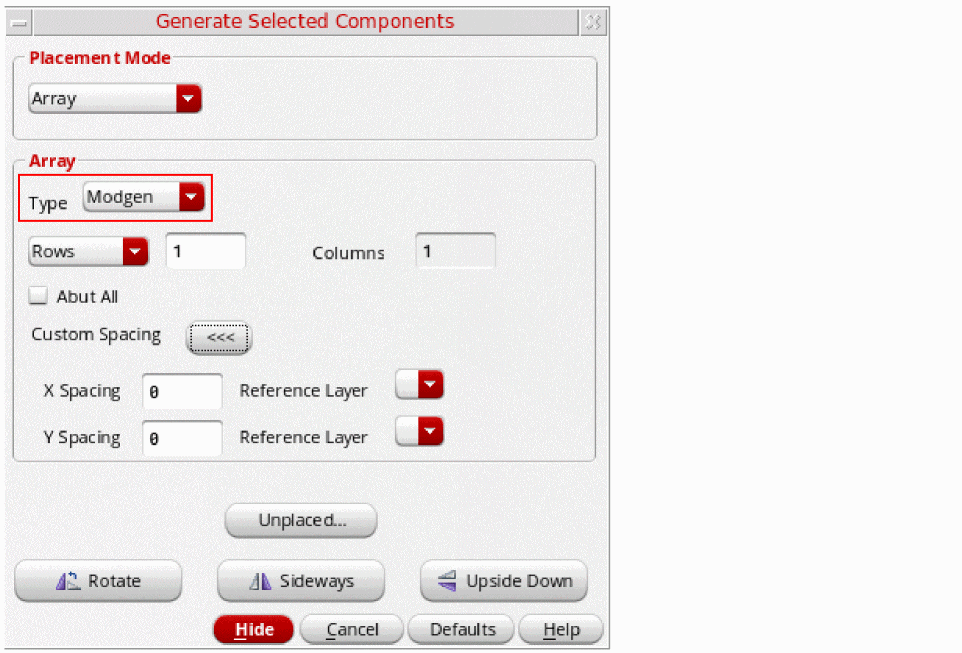 Generate Selected Components
Placement Mode
Array
Array
Type Modgen
Rows 1 Columns 1
Abut All
Custom Spacing <<<
X Spacing 0 Reference Layer
Y Spacing 0 Reference Layer
Unplaced...
Rotate Sideways Upside Down
Hide Cancel Defaults Help